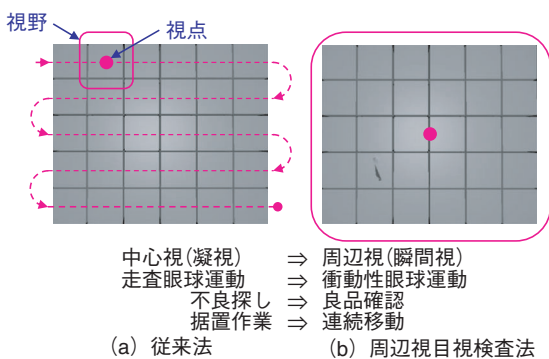 視野
視点
中心視(凝視) ⇒ 周辺視(瞬間視)
走査眼球運動 ⇒ 衝動性眼球運動
不良探し ⇒ 良品確認
据置作業 ⇒ 連続移動
(a) 従来法
(b) 周辺視目視検査法